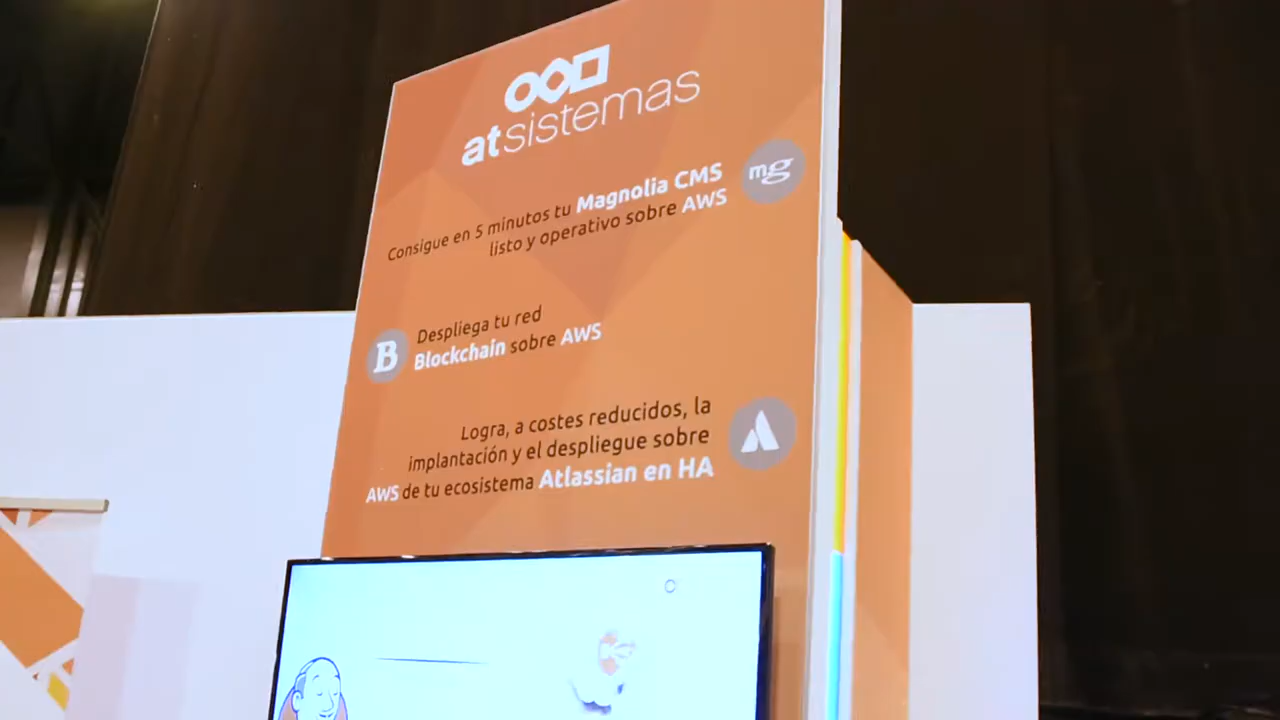 atsistemas
Consigue en 5 minutos tu Magnolia CMS
listo y operativo sobre AWS
mg
B
Despliega tu red
Blockchain sobre AWS
Logra, a costes reducidos, la
implantación y el despliegue sobre
AWS de tu ecosistema Atlassian en HA